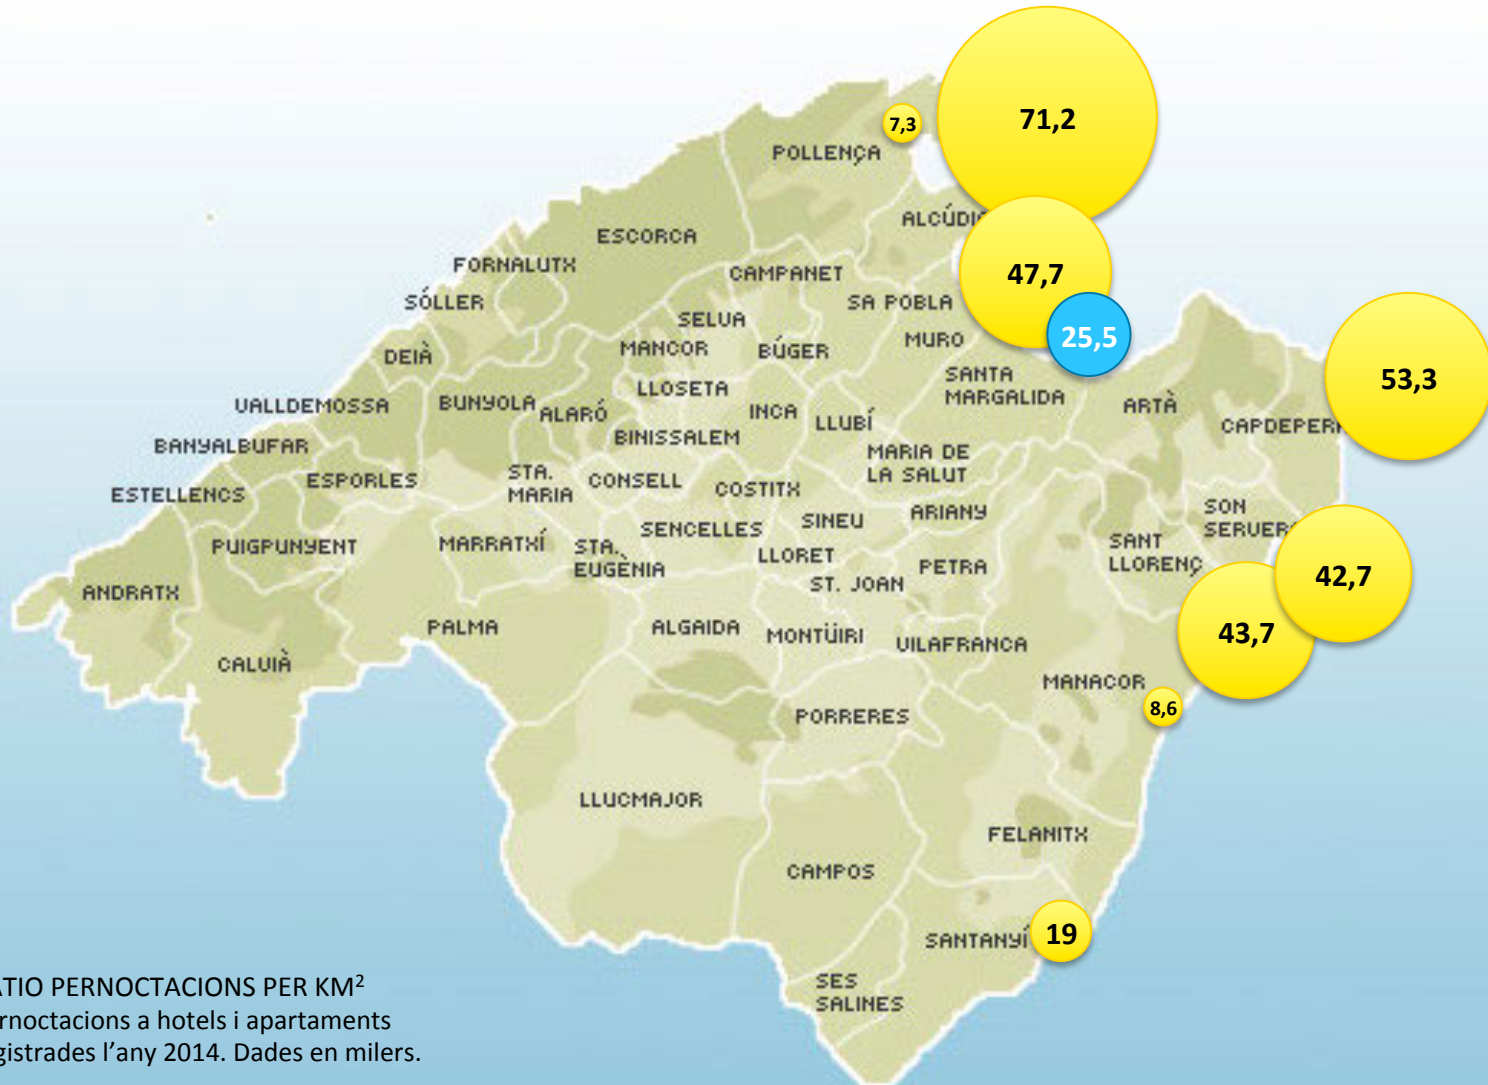 71,2
7,3
POLLENÇA
ALCÚDI
ESCORCA
FORNALUTX
CAMPANET
47,7
SÓLLER
SA POBLA
SELVA
25,5
MURO
DEIÀ
MANCOR
BÚGER
53,3
SANTA
MARGALIDA
LLOSETA
VALLDEMOSSA
BUNYOLA
ALARÓ
INCA
LLUBÍ
ARTÀ
CAPDEPER
BANYALBUFAR
BINISSALEM
MARIA DE
LA SALUT
ESPORLES
STA.
MARIA
CONSELL
COSTITX
ESTELLENCS
SINEU
ARIANY
SON
SERVER
PUIGPUNYENT
MARRATXÍ
STA.
EUGÈNIA
SENCELLES
LLORET
SANT
LLORENÇ
PETRA
ST. JOAN
42,7
ANDRATX
PALMA
ALGAIDA
MONTÜIRI
VILAFRANCA
43,7
CALVIÀ
MANACOR
8,6
PORRERES
LLUCMAJOR
FELANITX
CAMPOS
SANTANYÍ
19
SES
SALINES
ATIO PERNOCTACIONS PER KM²
rnoctacions a hotels i apartaments
gistrades l’any 2014. Dades en milers.